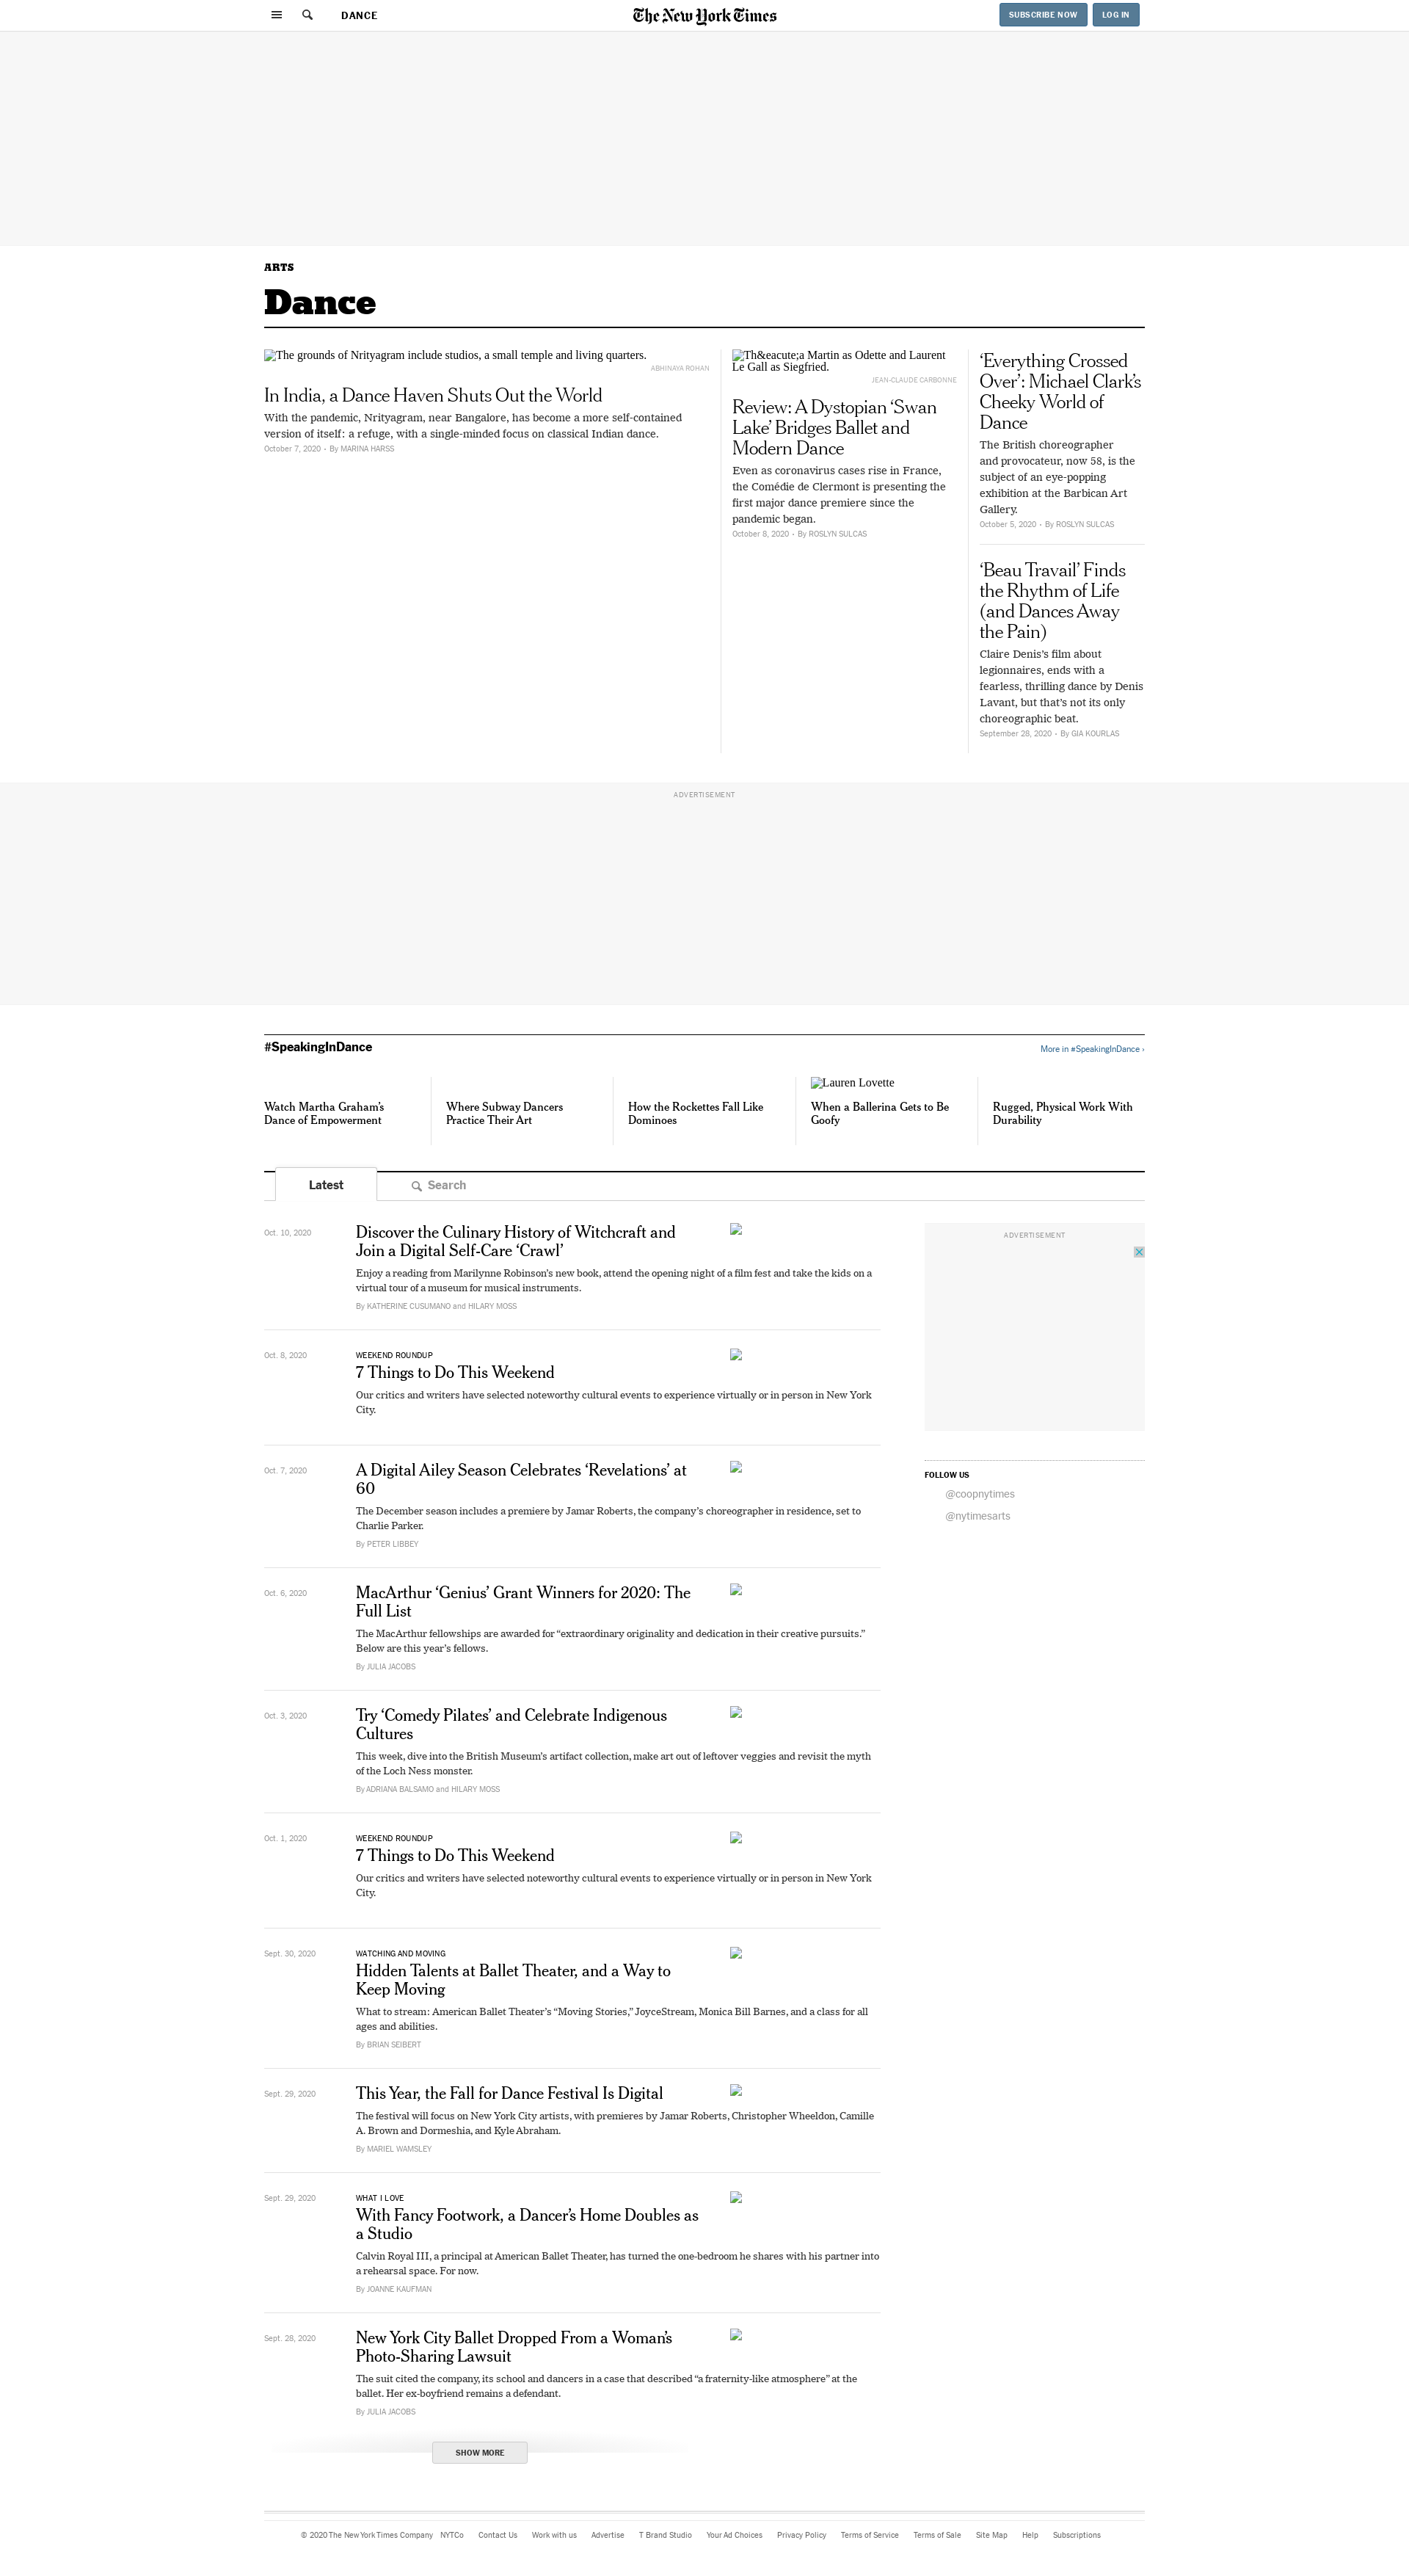 DANCE
The New York Times
SUBSCRIBE NOW
LOG IN
ARTS
Dance
The grounds of Nrityagram include studios, a small temple and living quarters.
ABHINAYA ROHAN
In India, a Dance Haven Shuts Out the World
With the pandemic, Nrityagram, near Bangalore, has become a more self-contained
version of itself: a refuge, with a single-minded focus on classical Indian dance.
October 7, 2020 • By MARINA HARSS
Th&eacute;a Martin as Odette and Laurent
Le Gall as Siegfried.
JEAN-CLAUDE CARBONNE
Review: A Dystopian ‘Swan
Lake’ Bridges Ballet and
Modern Dance
Even as coronavirus cases rise in France,
the Comédie de Clermont is presenting the
first major dance premiere since the
pandemic began.
October 8, 2020 • By ROSLYN SULCAS
‘Everything Crossed
Over’: Michael Clark’s
Cheeky World of
Dance
The British choreographer
and provocateur, now 58, is the
subject of an eye-popping
exhibition at the Barbican Art
Gallery.
October 5, 2020 • By ROSLYN SULCAS
‘Beau Travail’ Finds
the Rhythm of Life
(and Dances Away
the Pain)
Claire Denis’s film about
legionnaires, ends with a
fearless, thrilling dance by Denis
Lavant, but that’s not its only
choreographic beat.
September 28, 2020 • By GIA KOURLAS
ADVERTISEMENT
#SpeakingInDance
More in #SpeakingInDance ›
Watch Martha Graham’s
Dance of Empowerment
Where Subway Dancers
Practice Their Art
How the Rockettes Fall Like
Dominoes
Lauren Lovette
When a Ballerina Gets to Be
Goofy
Rugged, Physical Work With
Durability
Latest
Search
Oct. 10, 2020
Discover the Culinary History of Witchcraft and
Join a Digital Self-Care ‘Crawl’
Enjoy a reading from Marilynne Robinson’s new book, attend the opening night of a film fest and take the kids on a
virtual tour of a museum for musical instruments.
By KATHERINE CUSUMANO and HILARY MOSS
ADVERTISEMENT
Oct. 8, 2020
WEEKEND ROUNDUP
7 Things to Do This Weekend
Our critics and writers have selected noteworthy cultural events to experience virtually or in person in New York
City.
Oct. 7, 2020
A Digital Ailey Season Celebrates ‘Revelations’ at
60
The December season includes a premiere by Jamar Roberts, the company’s choreographer in residence, set to
Charlie Parker.
By PETER LIBBEY
FOLLOW US
@coopnytimes
@nytimesarts
Oct. 6, 2020
MacArthur ‘Genius’ Grant Winners for 2020: The
Full List
The MacArthur fellowships are awarded for “extraordinary originality and dedication in their creative pursuits.”
Below are this year’s fellows.
By JULIA JACOBS
Oct. 3, 2020
Try ‘Comedy Pilates’ and Celebrate Indigenous
Cultures
This week, dive into the British Museum’s artifact collection, make art out of leftover veggies and revisit the myth
of the Loch Ness monster.
By ADRIANA BALSAMO and HILARY MOSS
Oct. 1, 2020
WEEKEND ROUNDUP
7 Things to Do This Weekend
Our critics and writers have selected noteworthy cultural events to experience virtually or in person in New York
City.
Sept. 30, 2020
WATCHING AND MOVING
Hidden Talents at Ballet Theater, and a Way to
Keep Moving
What to stream: American Ballet Theater’s “Moving Stories,” JoyceStream, Monica Bill Barnes, and a class for all
ages and abilities.
By BRIAN SEIBERT
Sept. 29, 2020
This Year, the Fall for Dance Festival Is Digital
The festival will focus on New York City artists, with premieres by Jamar Roberts, Christopher Wheeldon, Camille
A. Brown and Dormeshia, and Kyle Abraham.
By MARIEL WAMSLEY
Sept. 29, 2020
WHAT I LOVE
With Fancy Footwork, a Dancer’s Home Doubles as
a Studio
Calvin Royal III, a principal at American Ballet Theater, has turned the one-bedroom he shares with his partner into
a rehearsal space. For now.
By JOANNE KAUFMAN
Sept. 28, 2020
New York City Ballet Dropped From a Woman’s
Photo-Sharing Lawsuit
The suit cited the company, its school and dancers in a case that described “a fraternity-like atmosphere” at the
ballet. Her ex-boyfriend remains a defendant.
By JULIA JACOBS
SHOW MORE
© 2020 The New York Times Company NYTCo Contact Us Work with us Advertise T Brand Studio Your Ad Choices Privacy Policy Terms of Service Terms of Sale Site Map Help Subscriptions